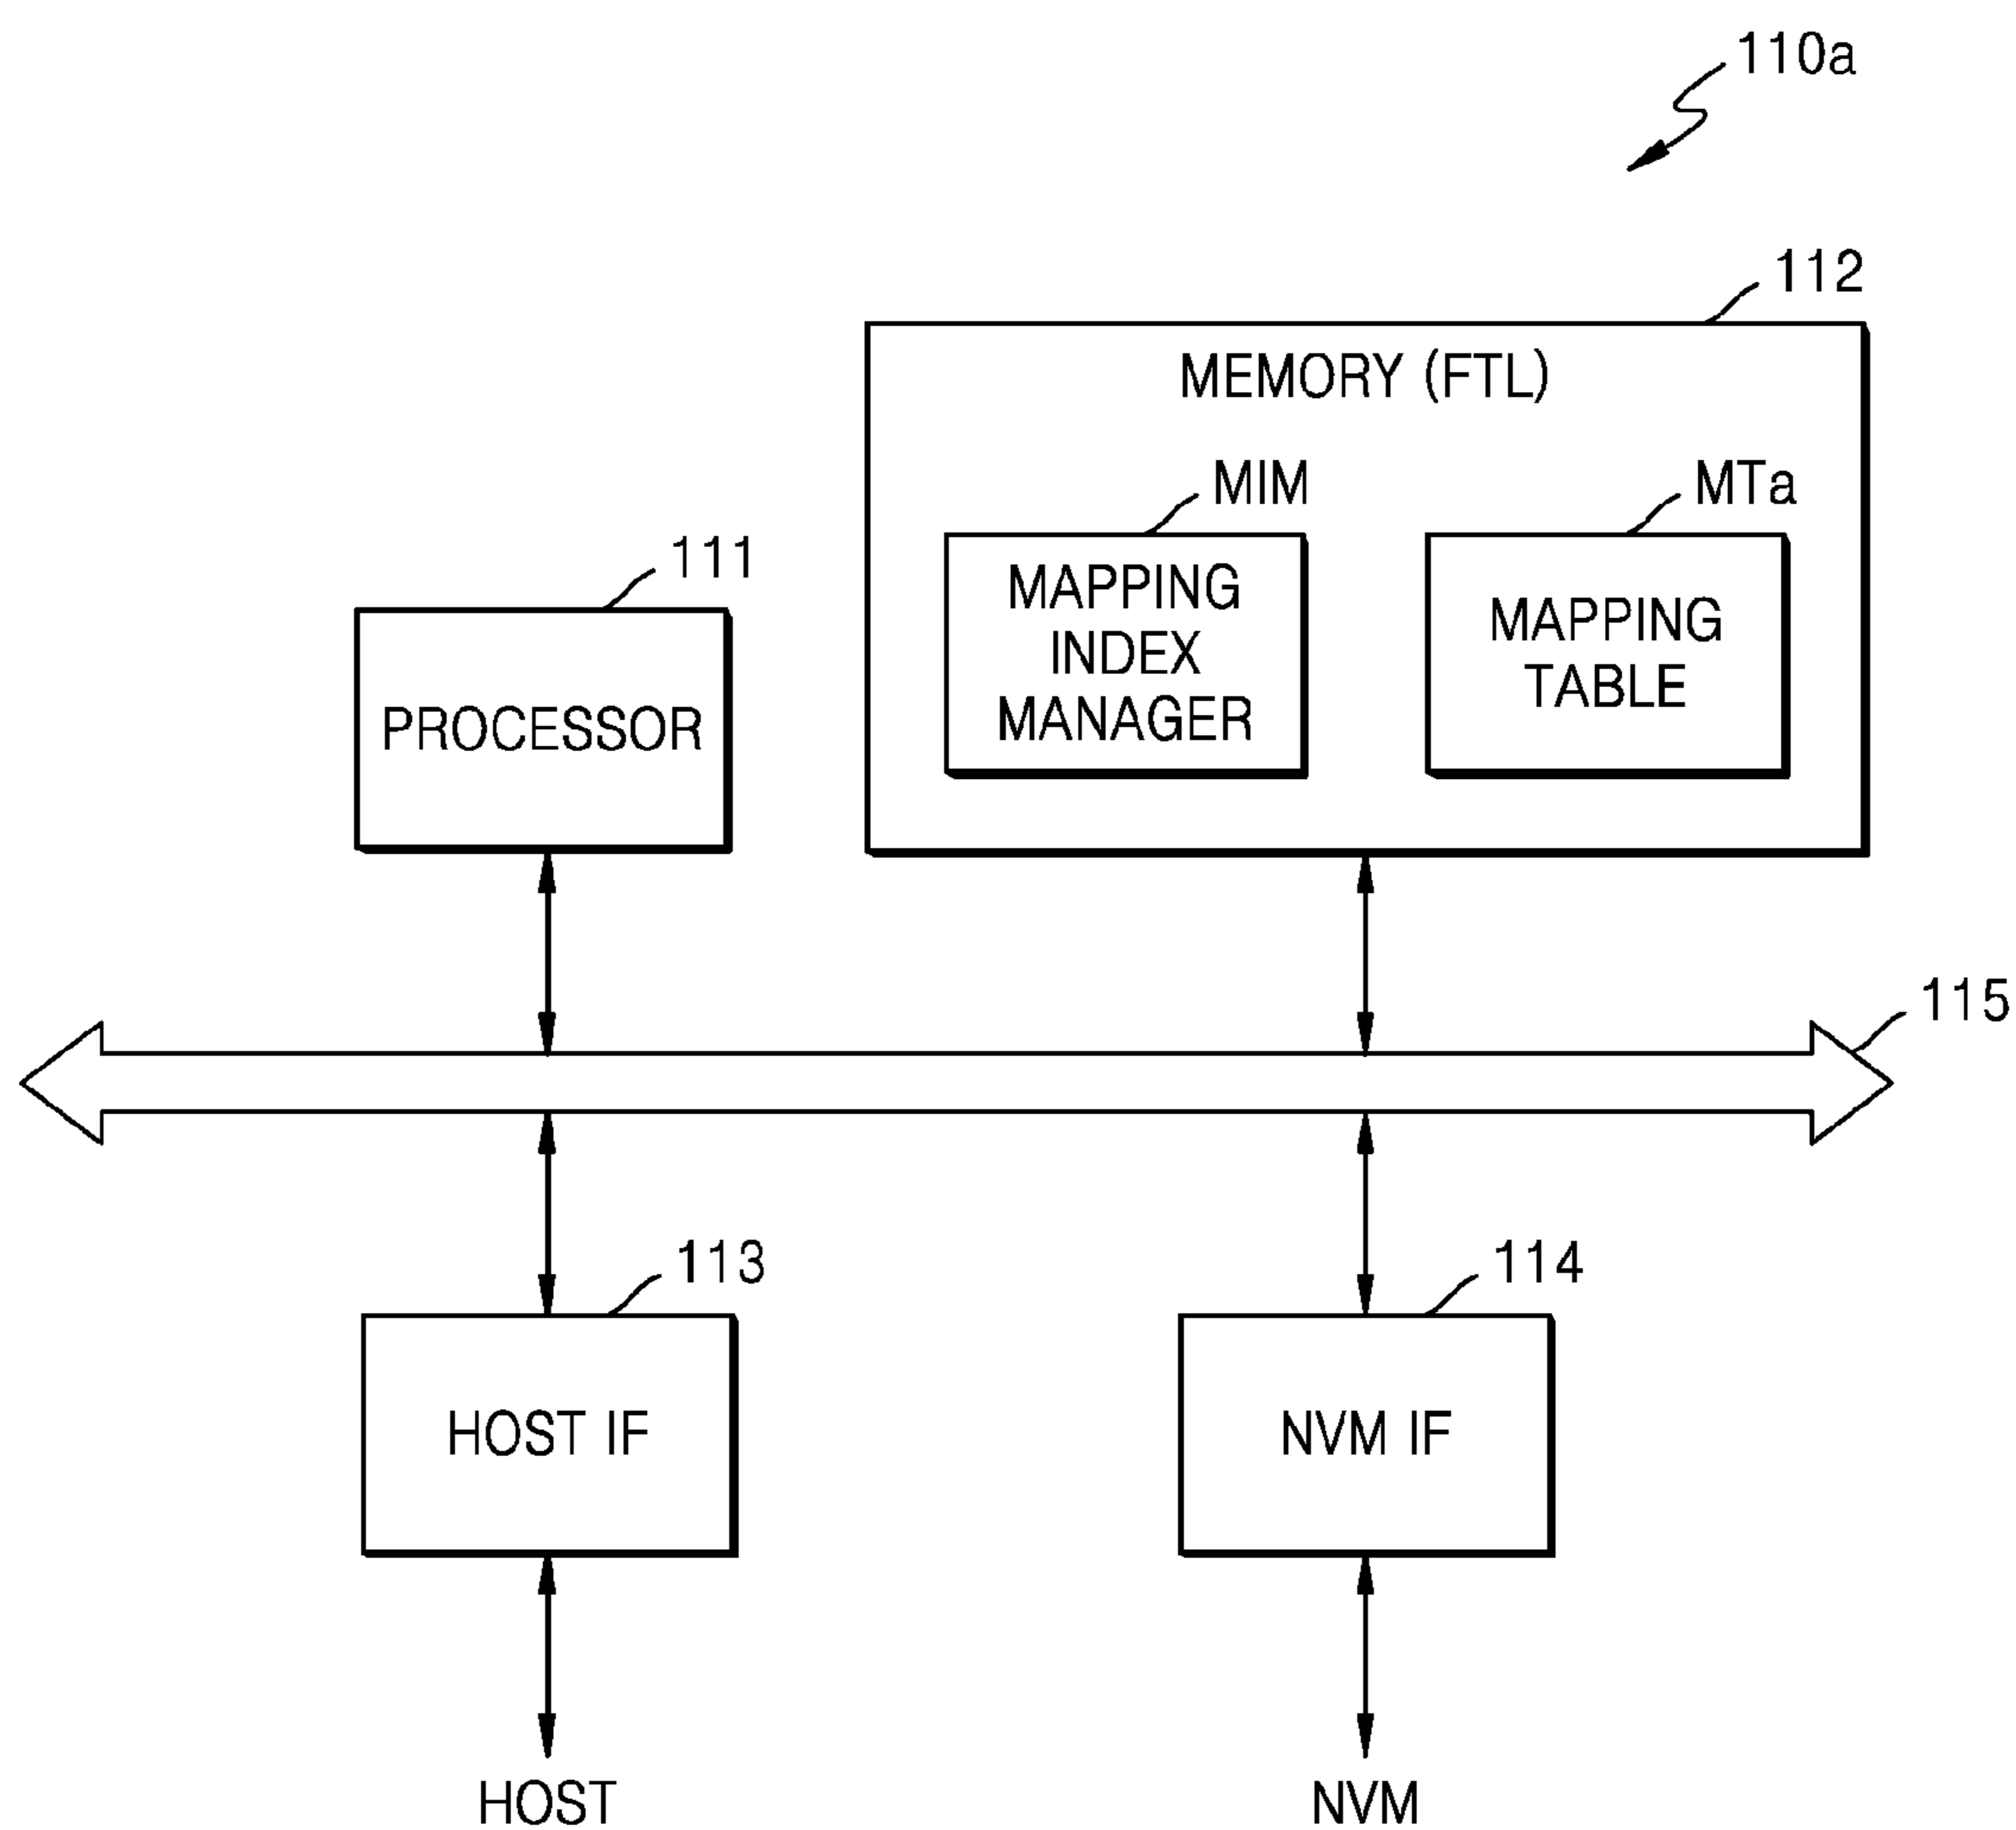 110a
112
MEMORY (FTL)
MIM
MTa
111
MAPPING
INDEX
MANAGER
MAPPING
TABLE
PROCESSOR
115
113
114
HOST IF
NVM IF
HOST
NVM